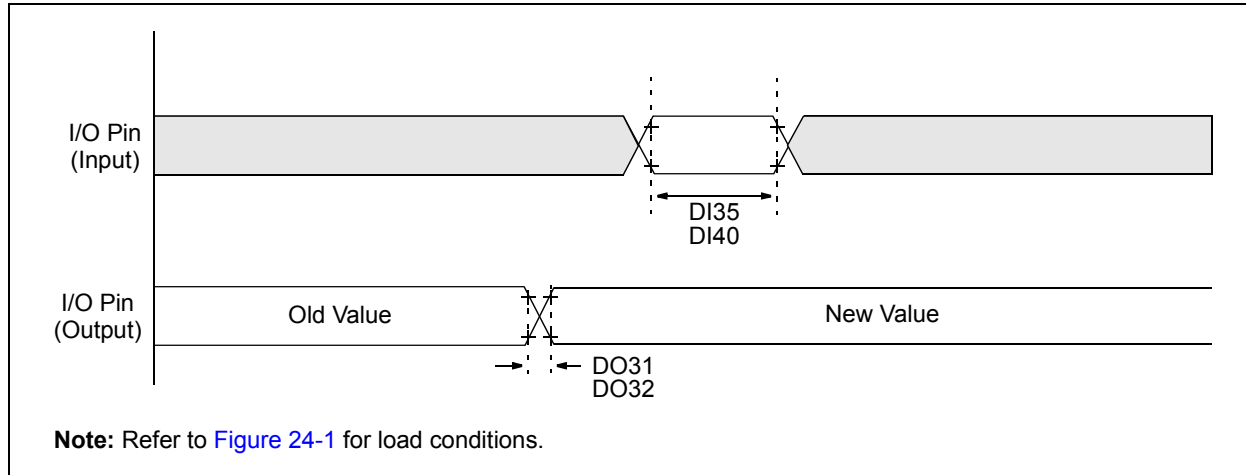 I/O Pin
(Input)
DI35
DI40
I/O Pin
(Output)
Old Value
New Value
DO31
DO32
Note: Refer to Figure 24-1 for load conditions.